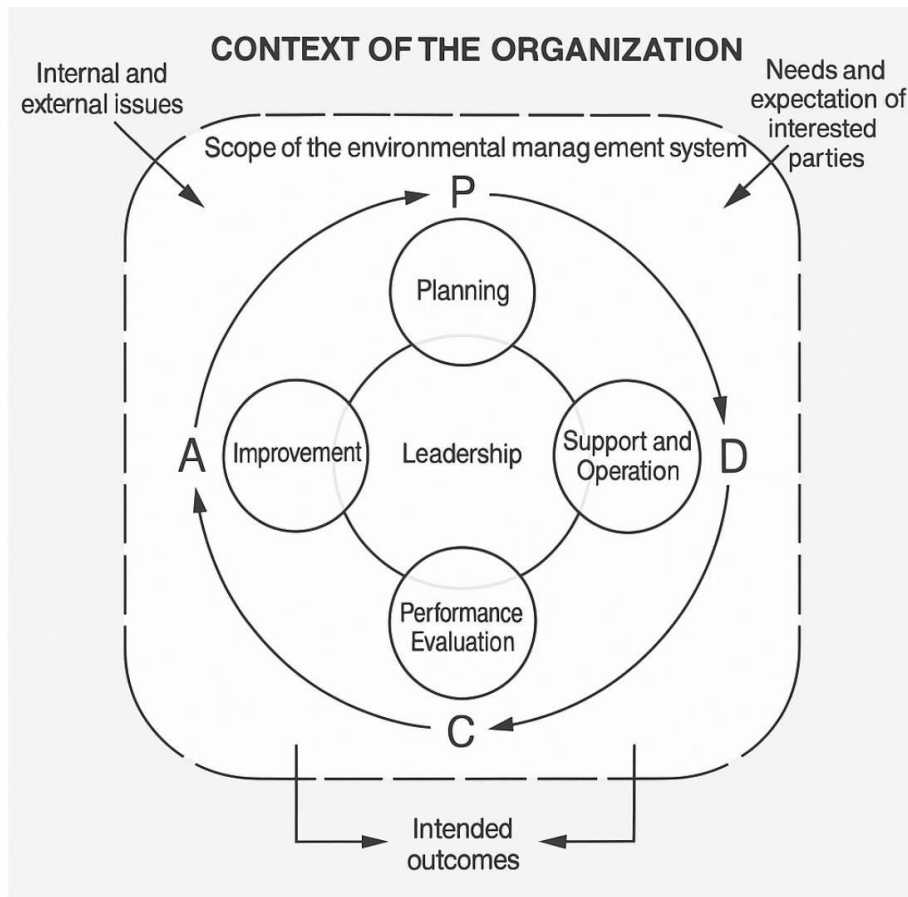 CONTEXT OF THE ORGANIZATION
Internal and
external issues
Needs and
expectation of
interested
parties
Scope of the environmental management system
P
Planning
A
Improvement
Leadership
Support and
Operation
D
Performance
Evaluation
C
Intended
outcomes